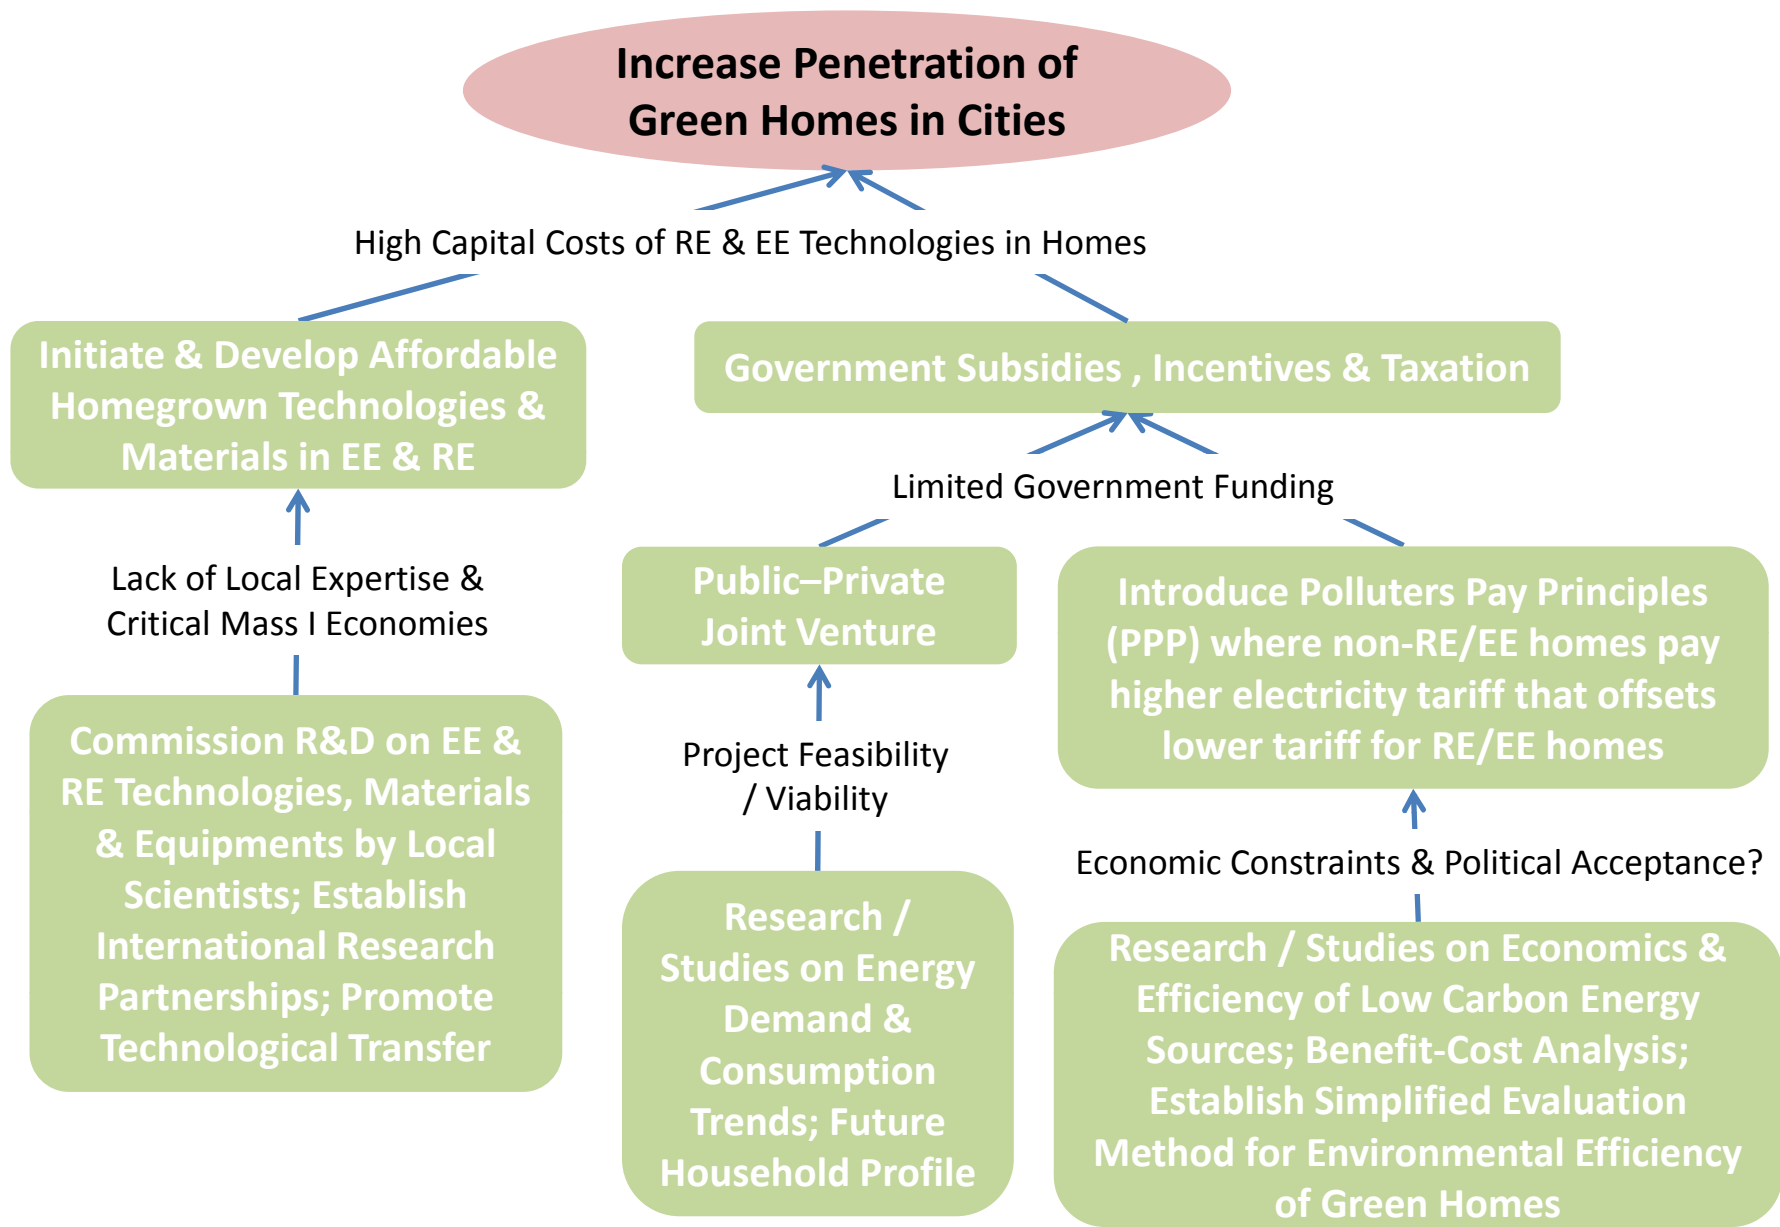 Increase Penetration of
Green Homes in Cities
High Capital Costs of RE & EE Technologies in Homes
Initiate & Develop Affordable
Homegrown Technologies &
Materials in EE & RE
Government Subsidies , Incentives & Taxation
Limited Government Funding
Lack of Local Expertise &
Critical Mass I Economies
Public–Private
Joint Venture
Introduce Polluters Pay Principles
(PPP) where non-RE/EE homes pay
higher electricity tariff that offsets
lower tariff for RE/EE homes
Commission R&D on EE &
RE Technologies, Materials
& Equipments by Local
Scientists; Establish
International Research
Partnerships; Promote
Technological Transfer
Project Feasibility
/ Viability
Economic Constraints & Political Acceptance?
Research /
Studies on Energy
Demand &
Consumption
Trends; Future
Household Profile
Research / Studies on Economics &
Efficiency of Low Carbon Energy
Sources; Benefit-Cost Analysis;
Establish Simplified Evaluation
Method for Environmental Efficiency
of Green Homes